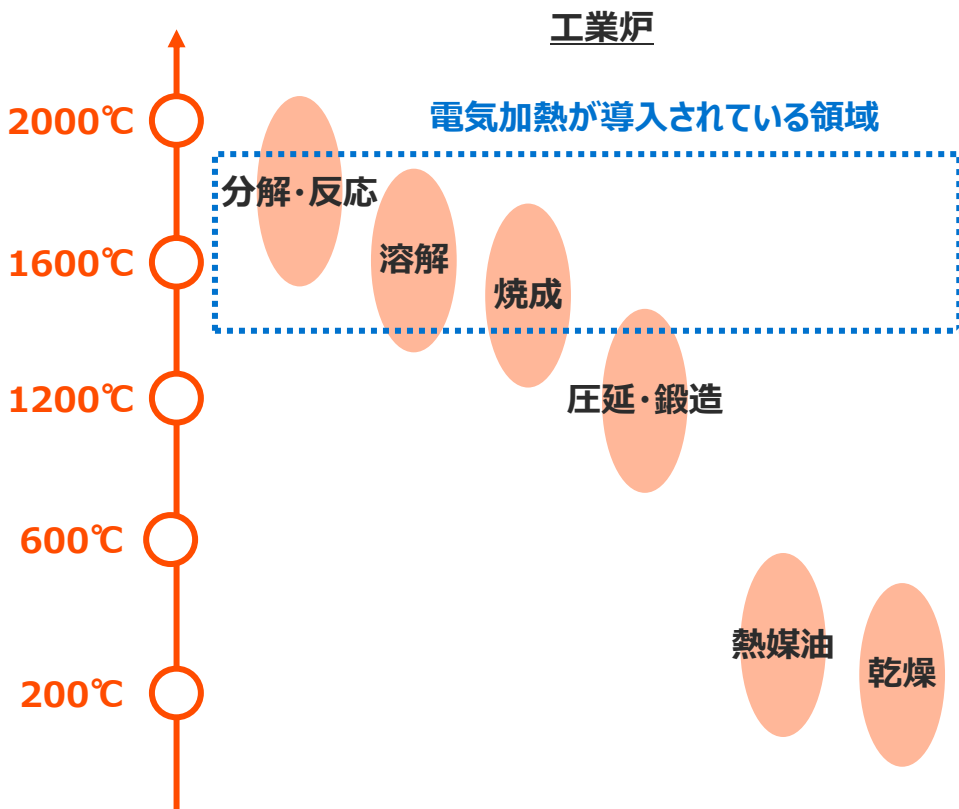 工業炉
2000℃
電気加熱が導入されている領域
分解・反応
1600℃
溶解
焼成
1200℃
圧延・鍛造
600℃
熱媒油
乾燥
200℃